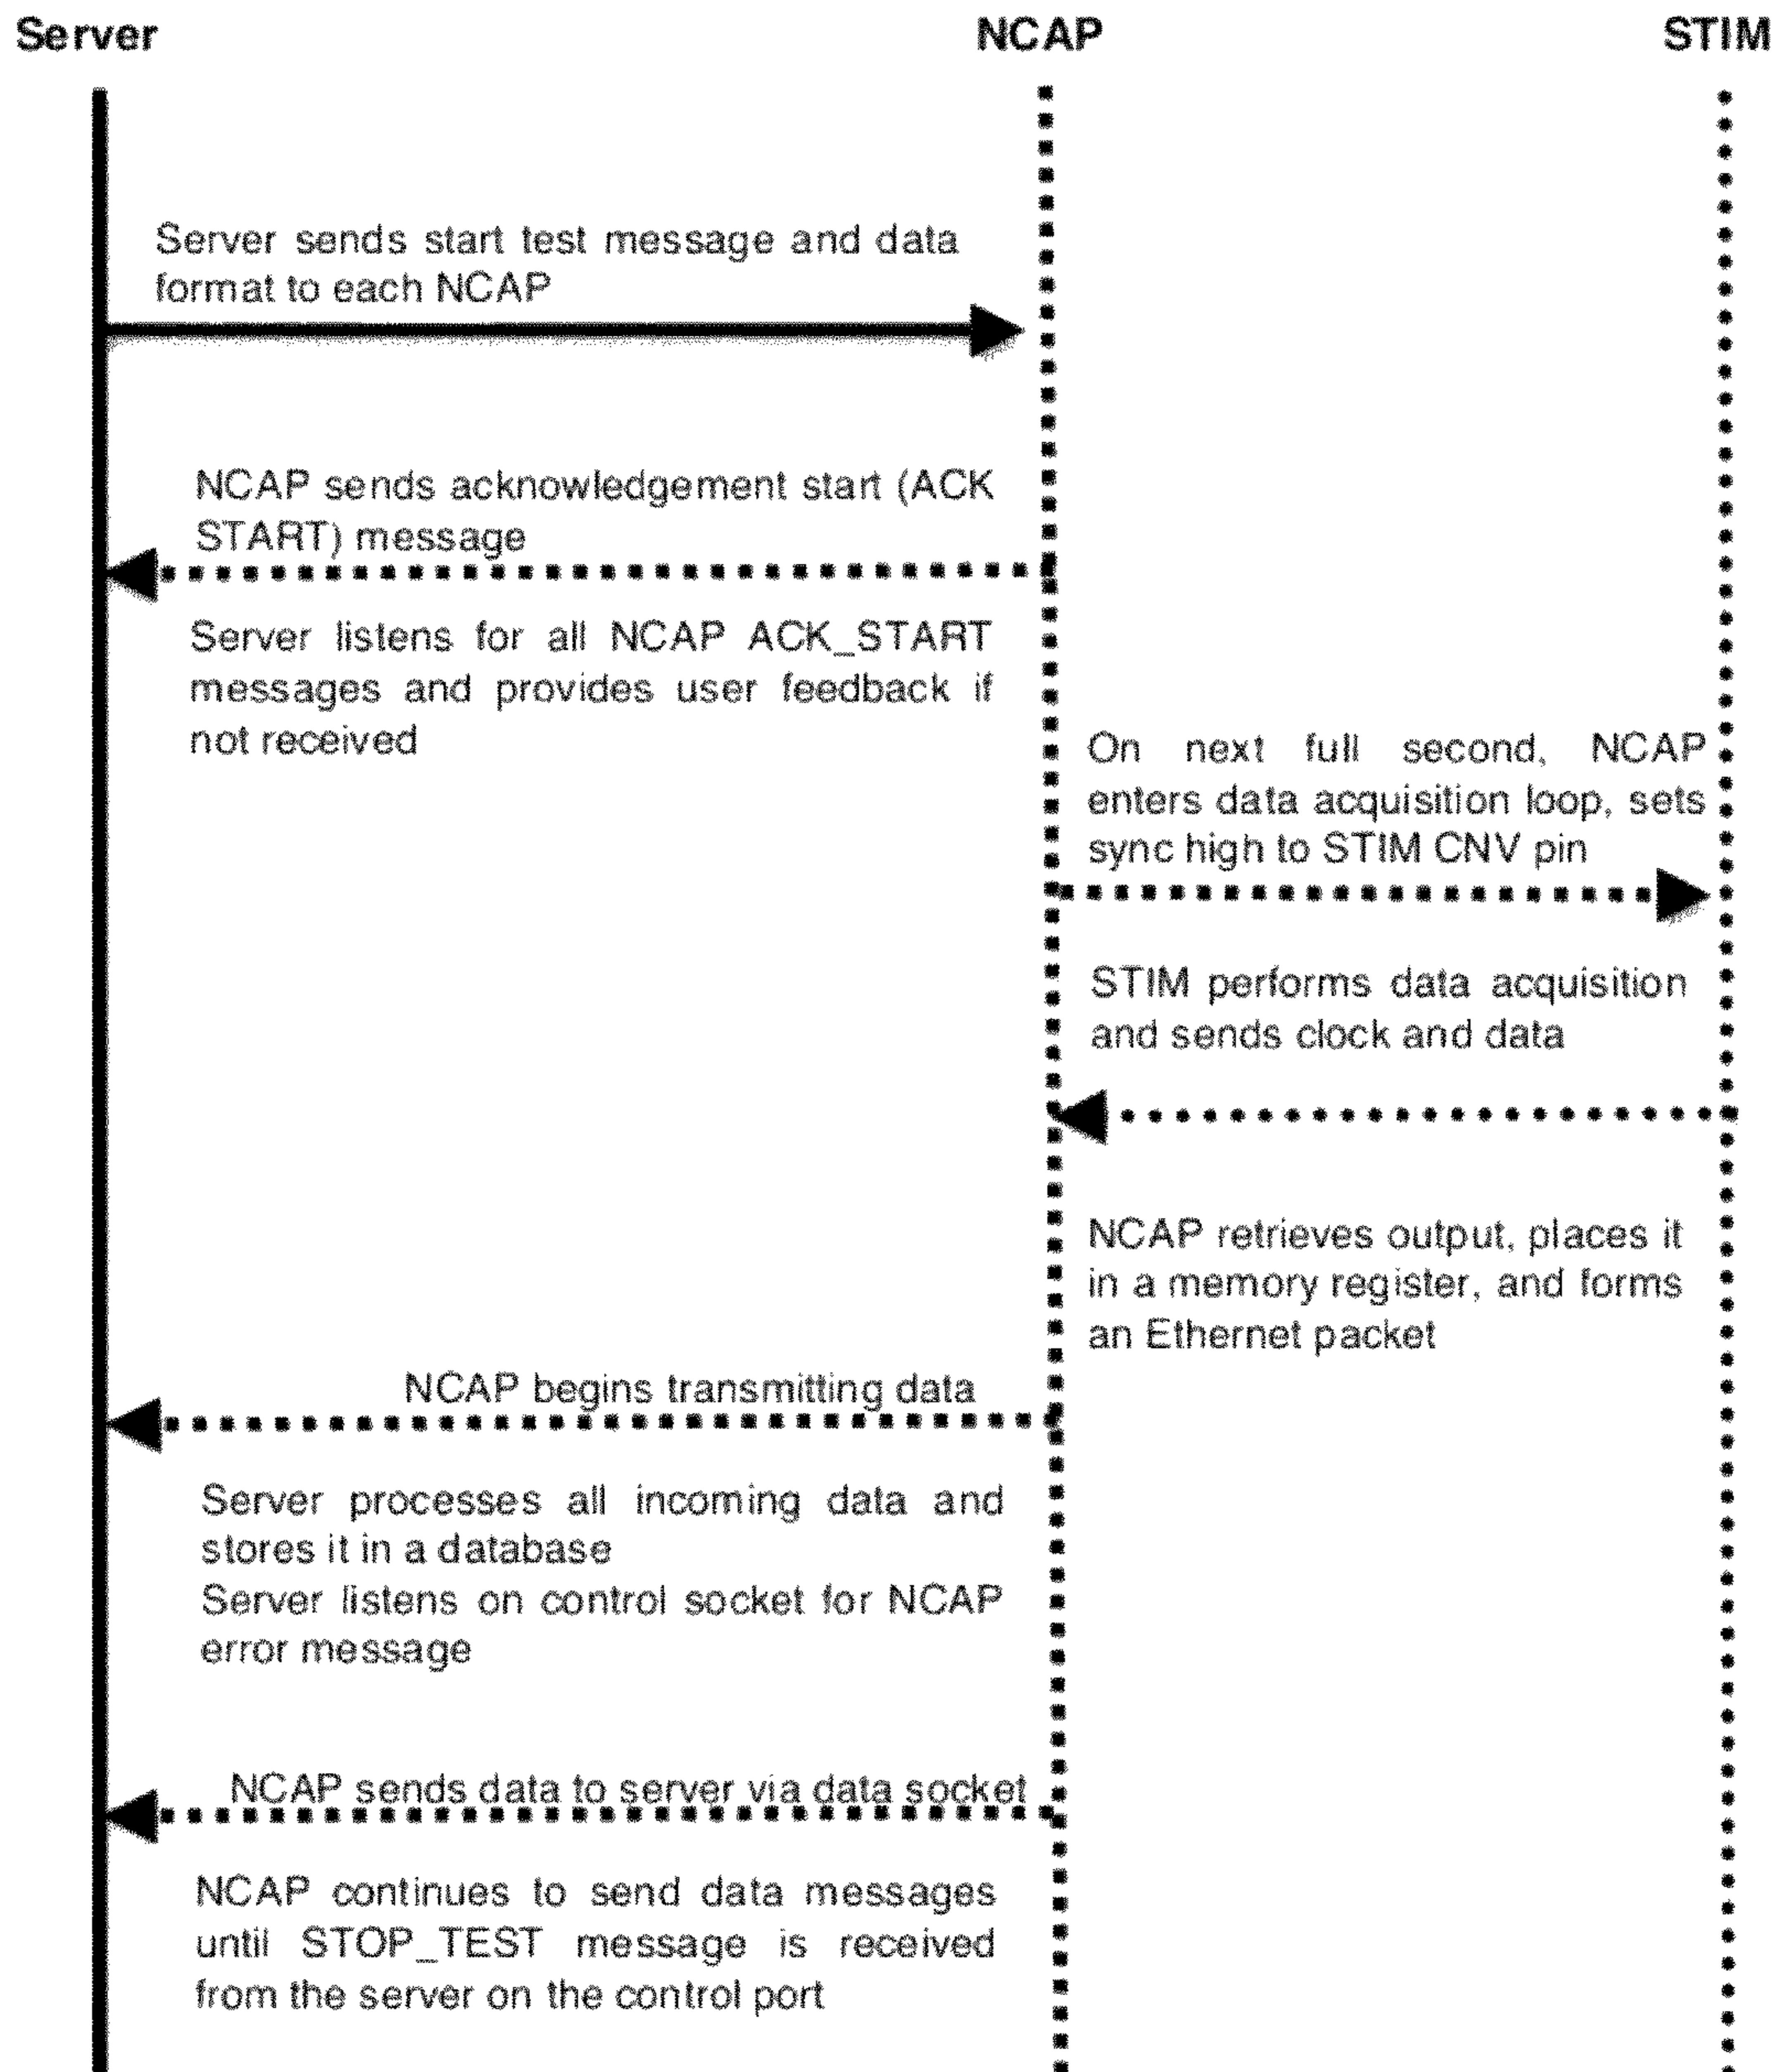 Server NCAP STIM
Server sends start test message and data
format to each NCAP
NCAP sends acknowledgement start (ACK
START) message
Server listens for all NCAP ACK_START
messages and provides user feedback if
not received
On next full second, NCAP
enters data acquisition loop, sets
sync high to STIM CNV pin
STIM performs data acquisition
and sends clock and data
NCAP retrieves output, places it
in a memory register, and forms
an Ethernet packet
NCAP begins transmitting data
Server processes all incoming data and
stores it in a database
Server listens on control socket for NCAP
error message
NCAP sends data to server via data socket
NCAP continues to send data messages
until STOP_TEST message is received
from the server on the control port